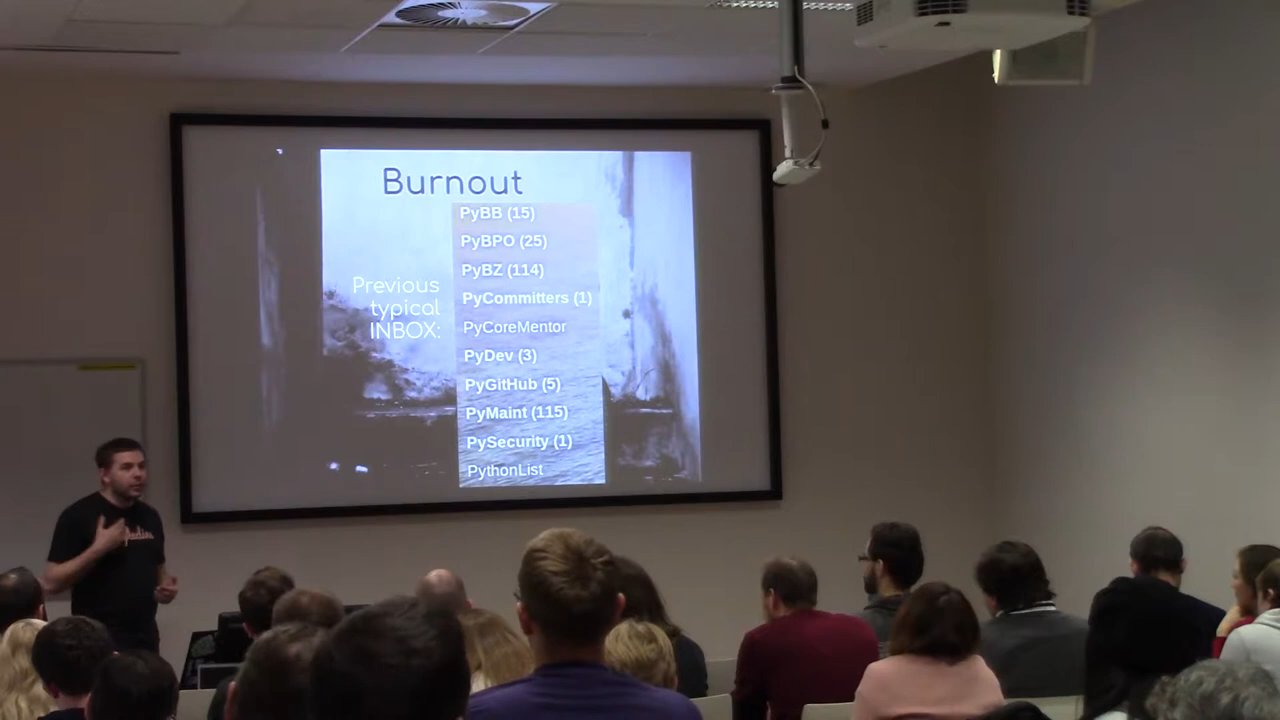 Burnout
Previous
typical
INBOX:
PyBB (15)
PyBPO (25)
PyBZ (114)
PyCommitters (1)
PyCoreMentor
PyDev (3)
PyGitHub (5)
PyMaint (115)
PySecurity (1)
PythonList